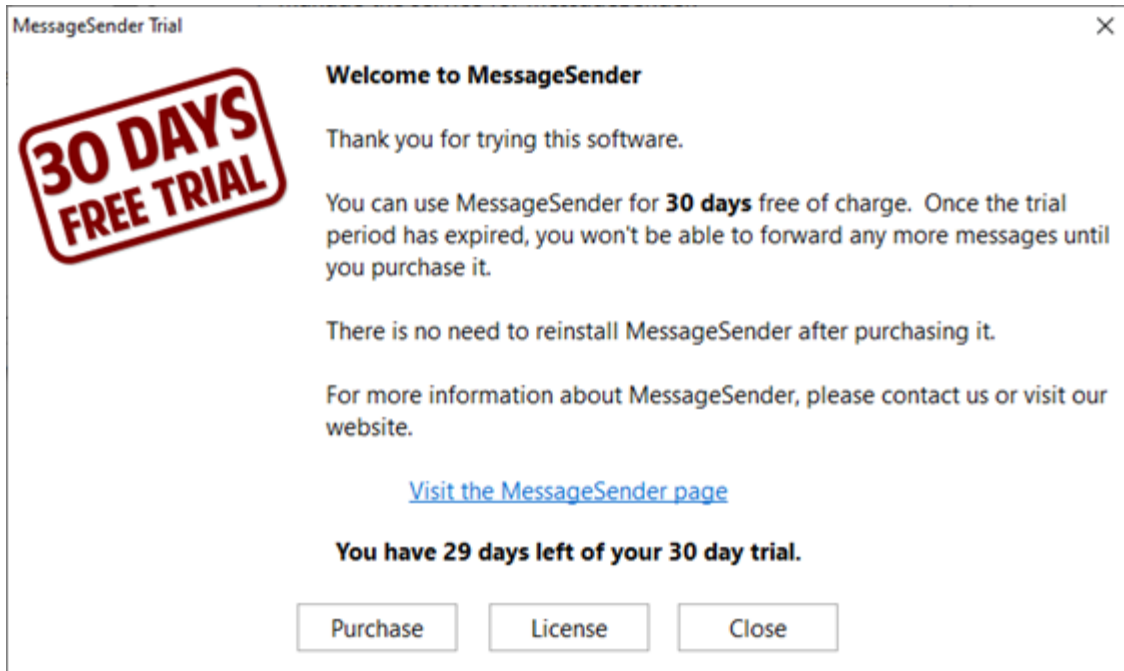 MessageSender Trial
30 DAYS
FREE TRIAL
Welcome to MessageSender
Thank you for trying this software.
You can use MessageSender for 30 days free of charge.  Once the trial
period has expired, you won't be able to forward any more messages until
you purchase it.
There is no need to reinstall MessageSender after purchasing it.
For more information about MessageSender, please contact us or visit our
website.
Visit the MessageSender page
You have 29 days left of your 30 day trial.
Purchase
License
Close